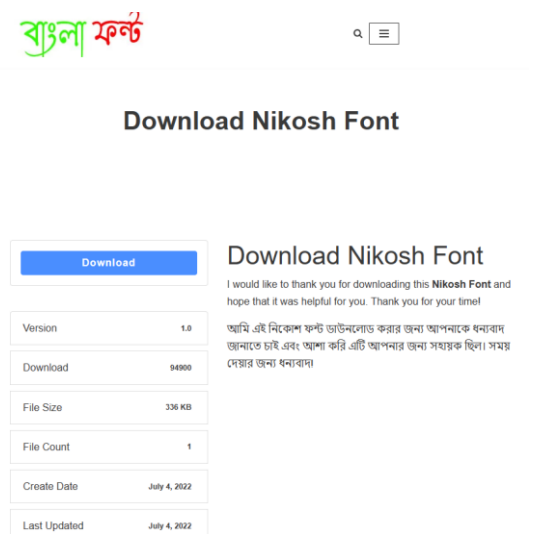 বাংলা ফন্ট
Download Nikosh Font
Download
Version 1.0
Download 94900
File Size 336 KB
File Count 1
Create Date July 4, 2022
Last Updated July 4, 2022
Download Nikosh Font
I would like to thank you for downloading this Nikosh Font and
hope that it was helpful for you. Thank you for your time!
আমি এই নিকোশ ফন্ট ডাউনলোড করার জন্য আপনাকে ধন্যবাদ
জানাতে চাই এবং আশা করি এটি আপনার জন্য সহায়ক ছিল। সময়
দেয়ার জন্য ধন্যবাদ!